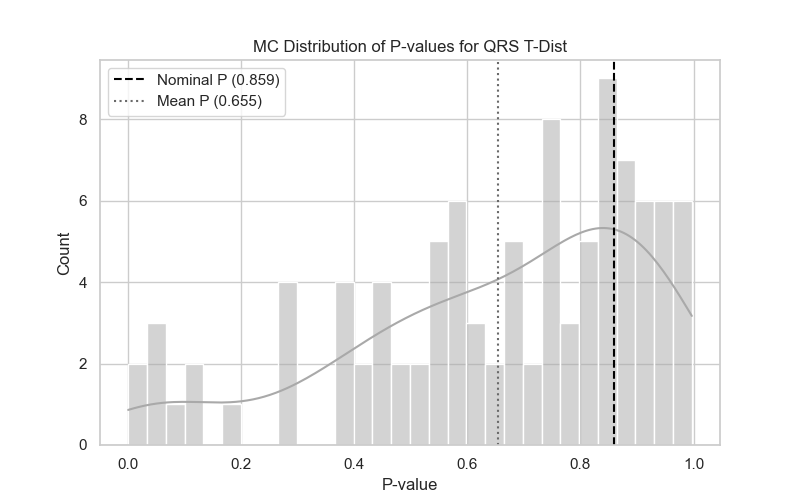 MC Distribution of P-values for QRS T-Dist
Nominal P (0.859)
Mean P (0.655)
8
6
4
2
0
Count
0.0 0.2 0.4 0.6 0.8 1.0
P-value